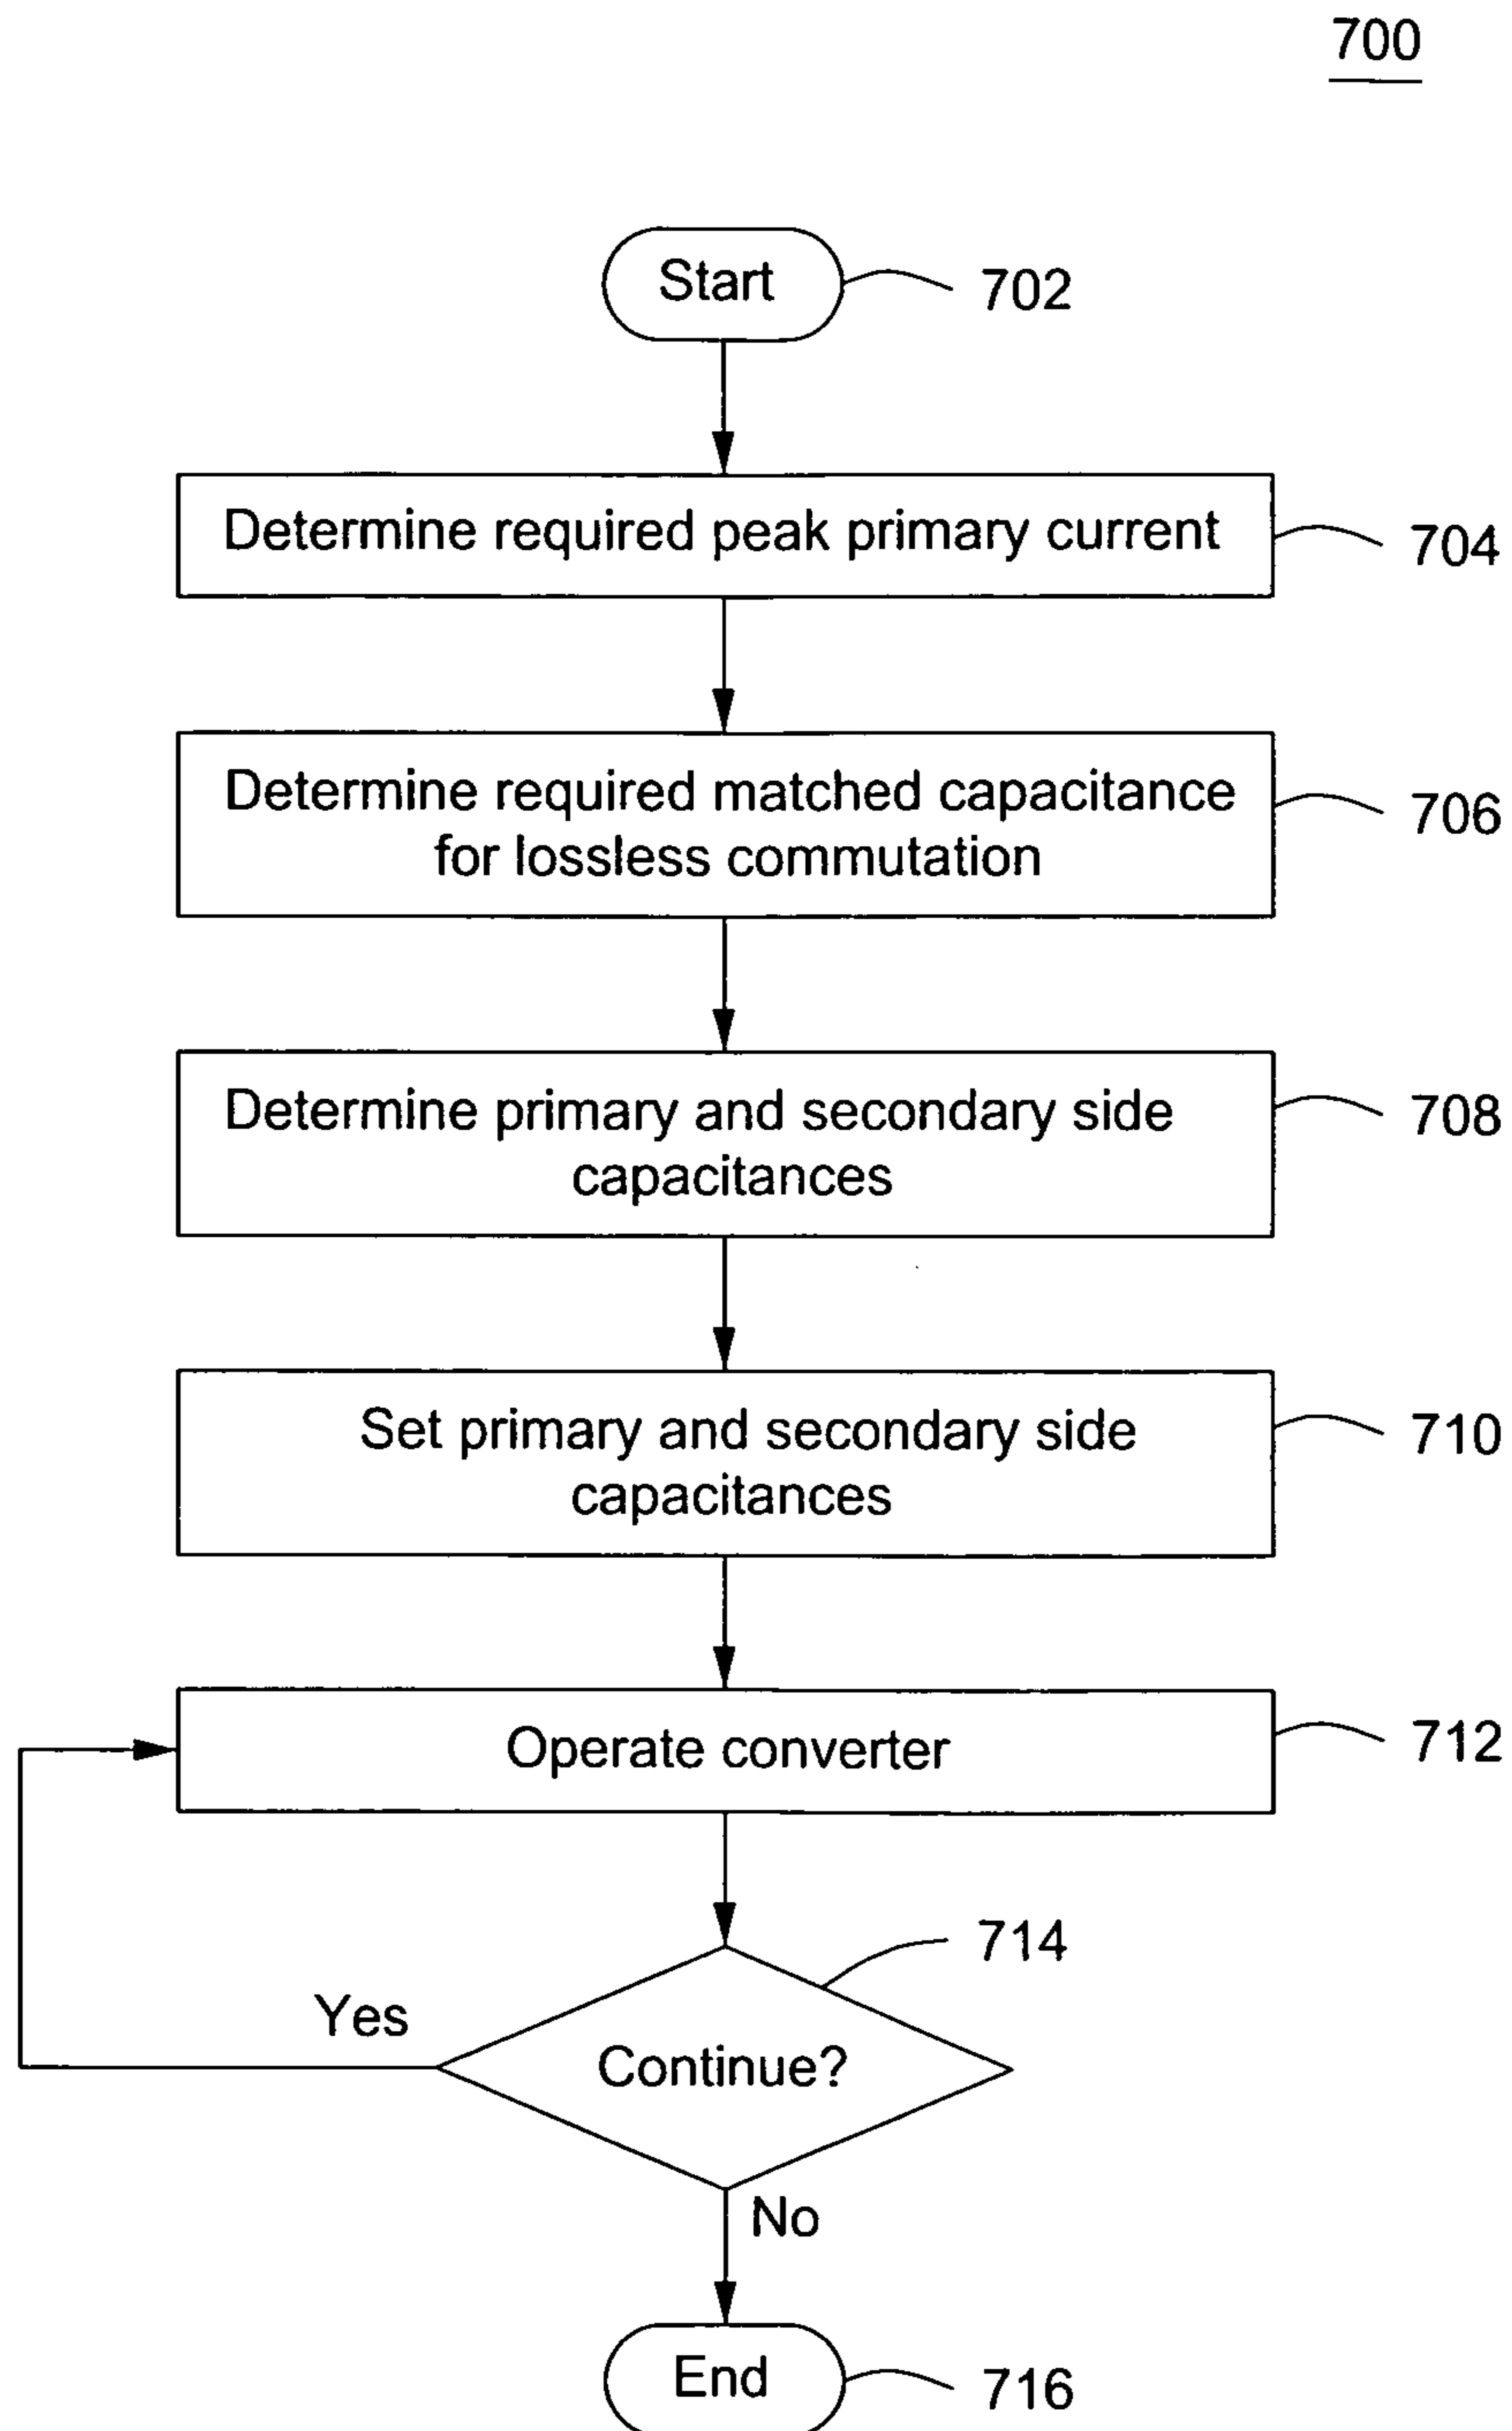 700
Start
702
Determine required peak primary current
704
Determine required matched capacitance
for lossless commutation
706
Determine primary and secondary side
capacitances
708
Set primary and secondary side
capacitances
710
Operate converter
712
714
Yes
Continue?
No
End
716